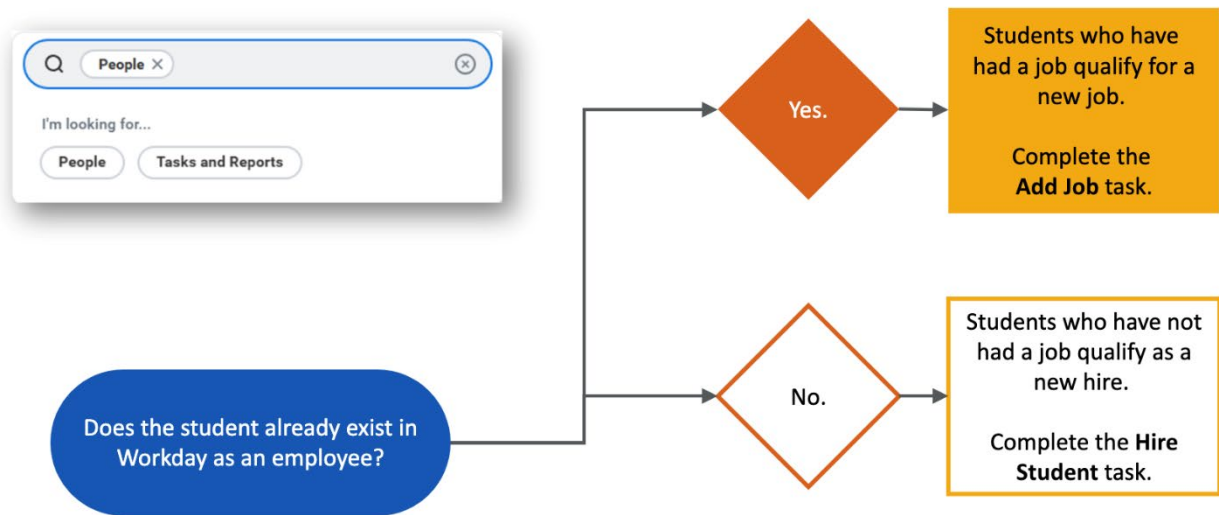 People
I'm looking for...
People
Tasks and Reports
Does the student already exist in
Workday as an employee?
Yes.
Students who have
had a job qualify for a
new job.
Complete the
Add Job task.
No.
Students who have not
had a job qualify as a
new hire.
Complete the Hire
Student task.